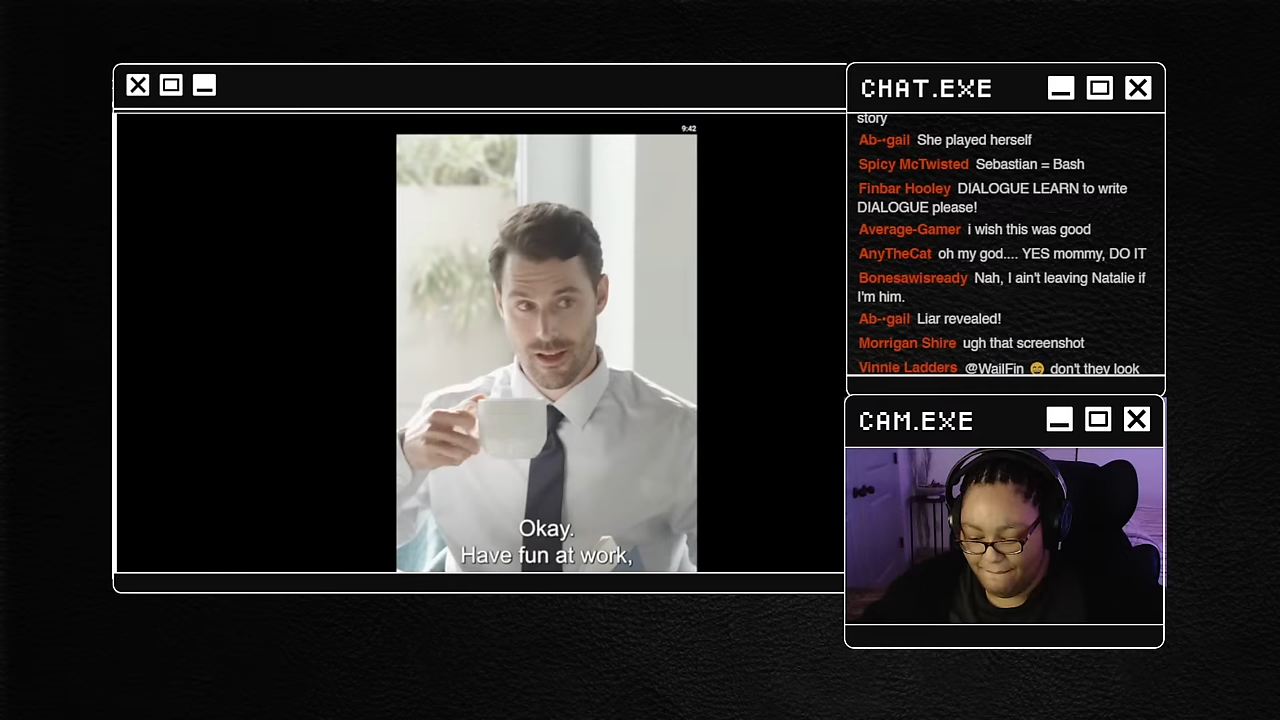 9:42
Okay.
Have fun at work,
CHAT.EXE
story
Ab-·gail She played herself
Spicy McTwisted Sebastian = Bash
Finbar Hooley DIALOGUE LEARN to write
DIALOGUE please!
Average-Gamer i wish this was good
AnyTheCat oh my god.... YES mommy, DO IT
Bonesawisready Nah, I ain't leaving Natalie if
I'm him.
Ab-·gail Liar revealed!
Morrigan Shire ugh that screenshot
Vinnie Ladders @WailFin 😄 don't they look
CAM.EXE